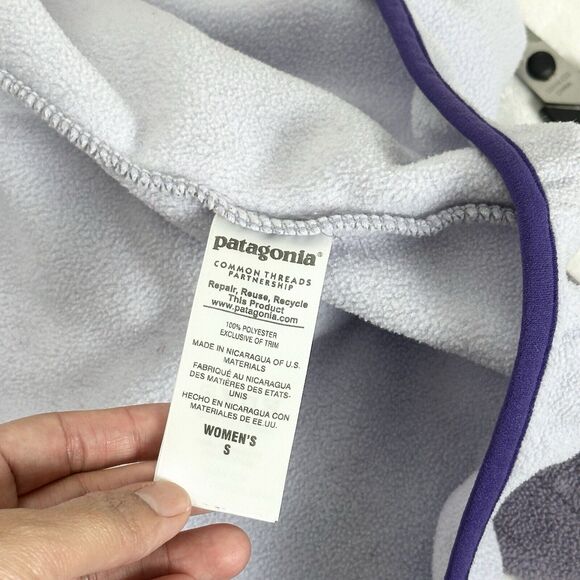 patagonia®
COMMON THREADS
PARTNERSHIP
Repair, Reuse, Recycle
This Product
www.patagonia.com
100% POLYESTER
EXCLUSIVE OF TRIM
MADE IN NICARAGUA OF U.S.
MATERIALS
FABRIQUÉ AU NICARAGUA
DES MATIÈRES DES ETATS-
UNIS
HECHO EN NICARAGUA CON
MATERIALES DE EE.UU.
WOMEN'S
S